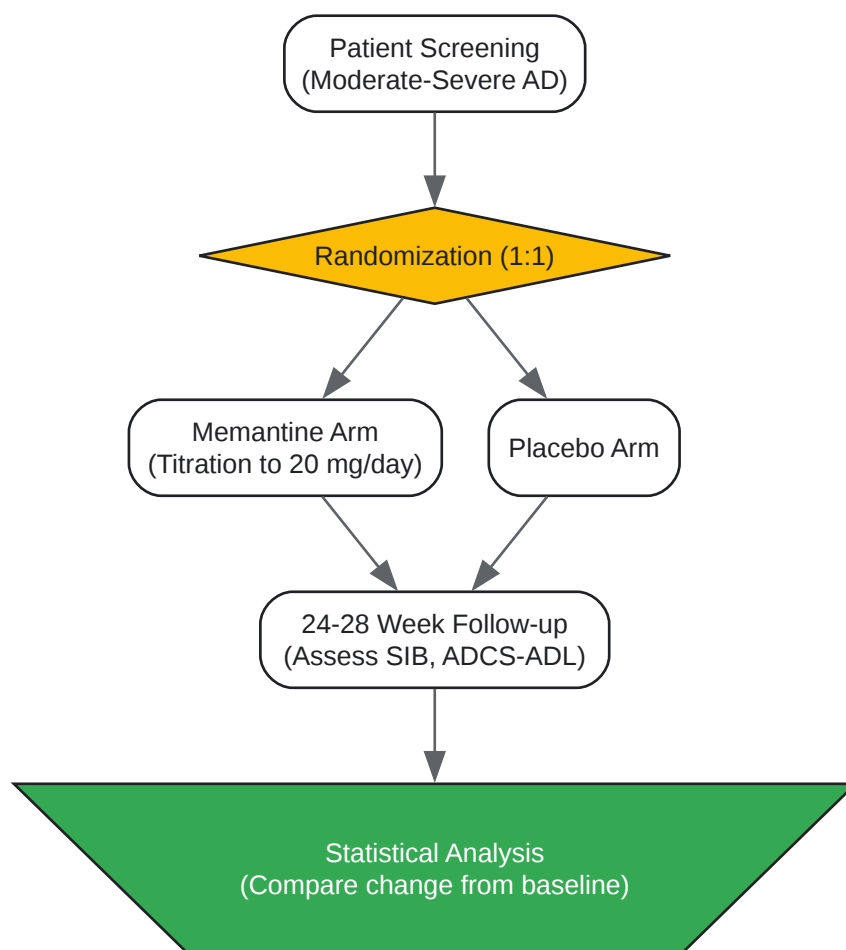 Patient Screening
(Moderate-Severe AD)
Randomization (1:1)
Memantine Arm
(Titration to 20 mg/day)
Placebo Arm
24-28 Week Follow-up
(Assess SIB, ADCS-ADL)
Statistical Analysis
(Compare change from baseline)